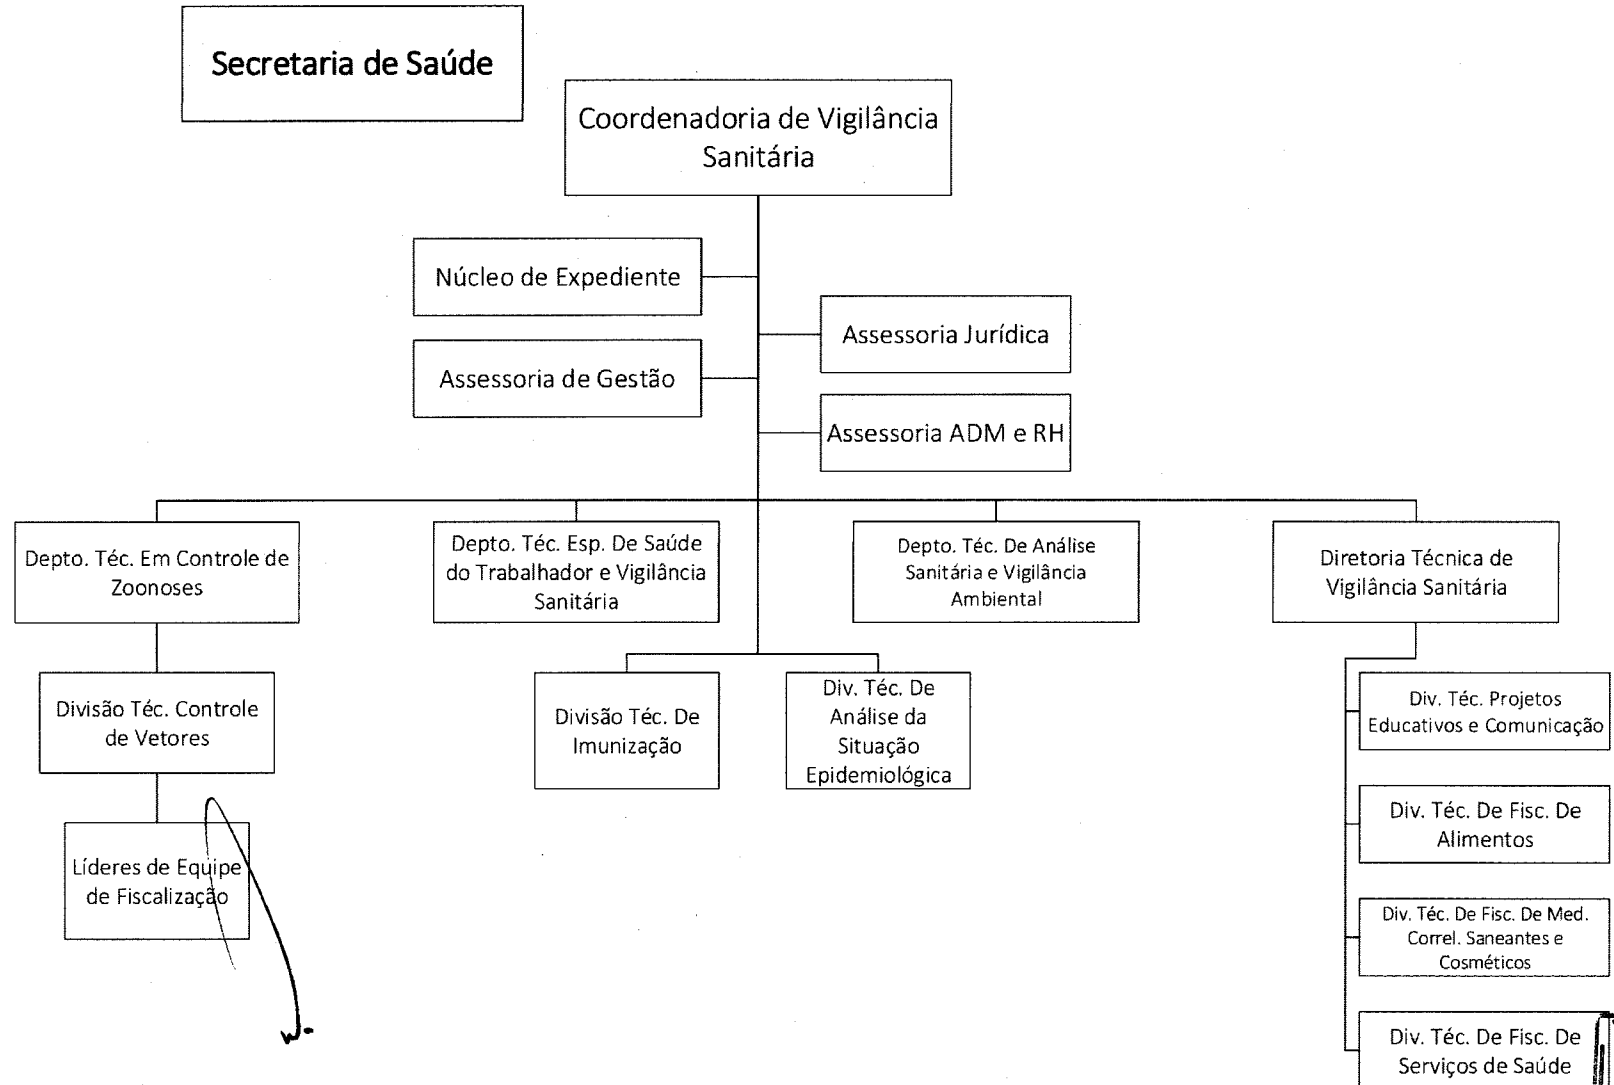 Secretaria de Saúde
Coordenadoria de Vigilância
Sanitária
Núcleo de Expediente
Assessoria Jurídica
Assessoria de Gestão
Assessoria ADM e RH
Depto. Téc. Em Controle de
Zoonoses
Depto. Téc. Esp. De Saúde
do Trabalhador e Vigilância
Sanitária
Depto. Téc. De Análise
Sanitária e Vigilância
Ambiental
Diretoria Técnica de
Vigilância Sanitária
Divisão Téc. Controle
de Vetores
Divisão Téc. De
Imunização
Div. Téc. De
Análise da
Situação
Epidemiológica
Div. Téc. Projetos
Educativos e Comunicação
Div. Téc. De Fisc. De
Alimentos
Líderes de Equipe
de Fiscalização
Div. Téc. De Fisc. De Med.
Correl. Saneantes e
Cosméticos
Div. Téc. De Fisc. De
Serviços de Saúde